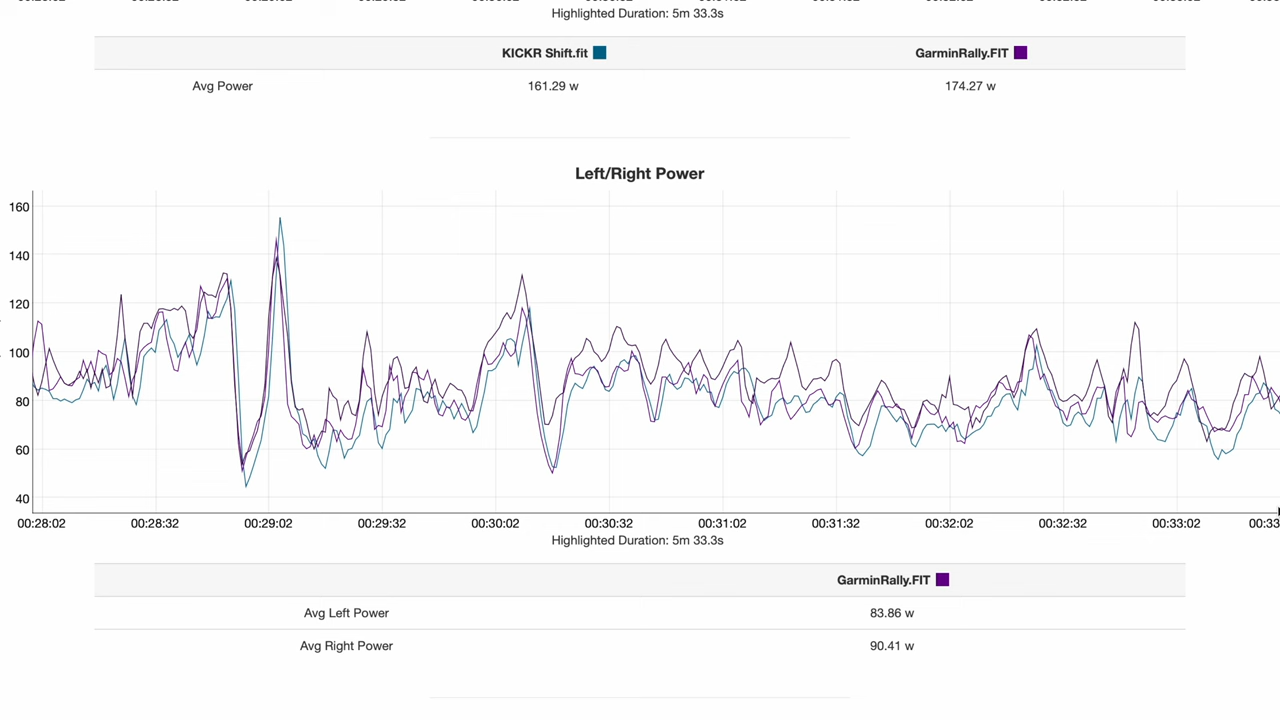 Highlighted Duration: 5m 33.3s
KICKR Shift.fit GarminRally.FIT
Avg Power 161.29 w 174.27 w
Left/Right Power
160
140
120
100
80
60
40
00:28:02 00:28:32 00:29:02 00:29:32 00:30:02 00:30:32 00:31:02 00:31:32 00:32:02 00:32:32 00:33:02 00:33
Highlighted Duration: 5m 33.3s
GarminRally.FIT
Avg Left Power 83.86 w
Avg Right Power 90.41 w